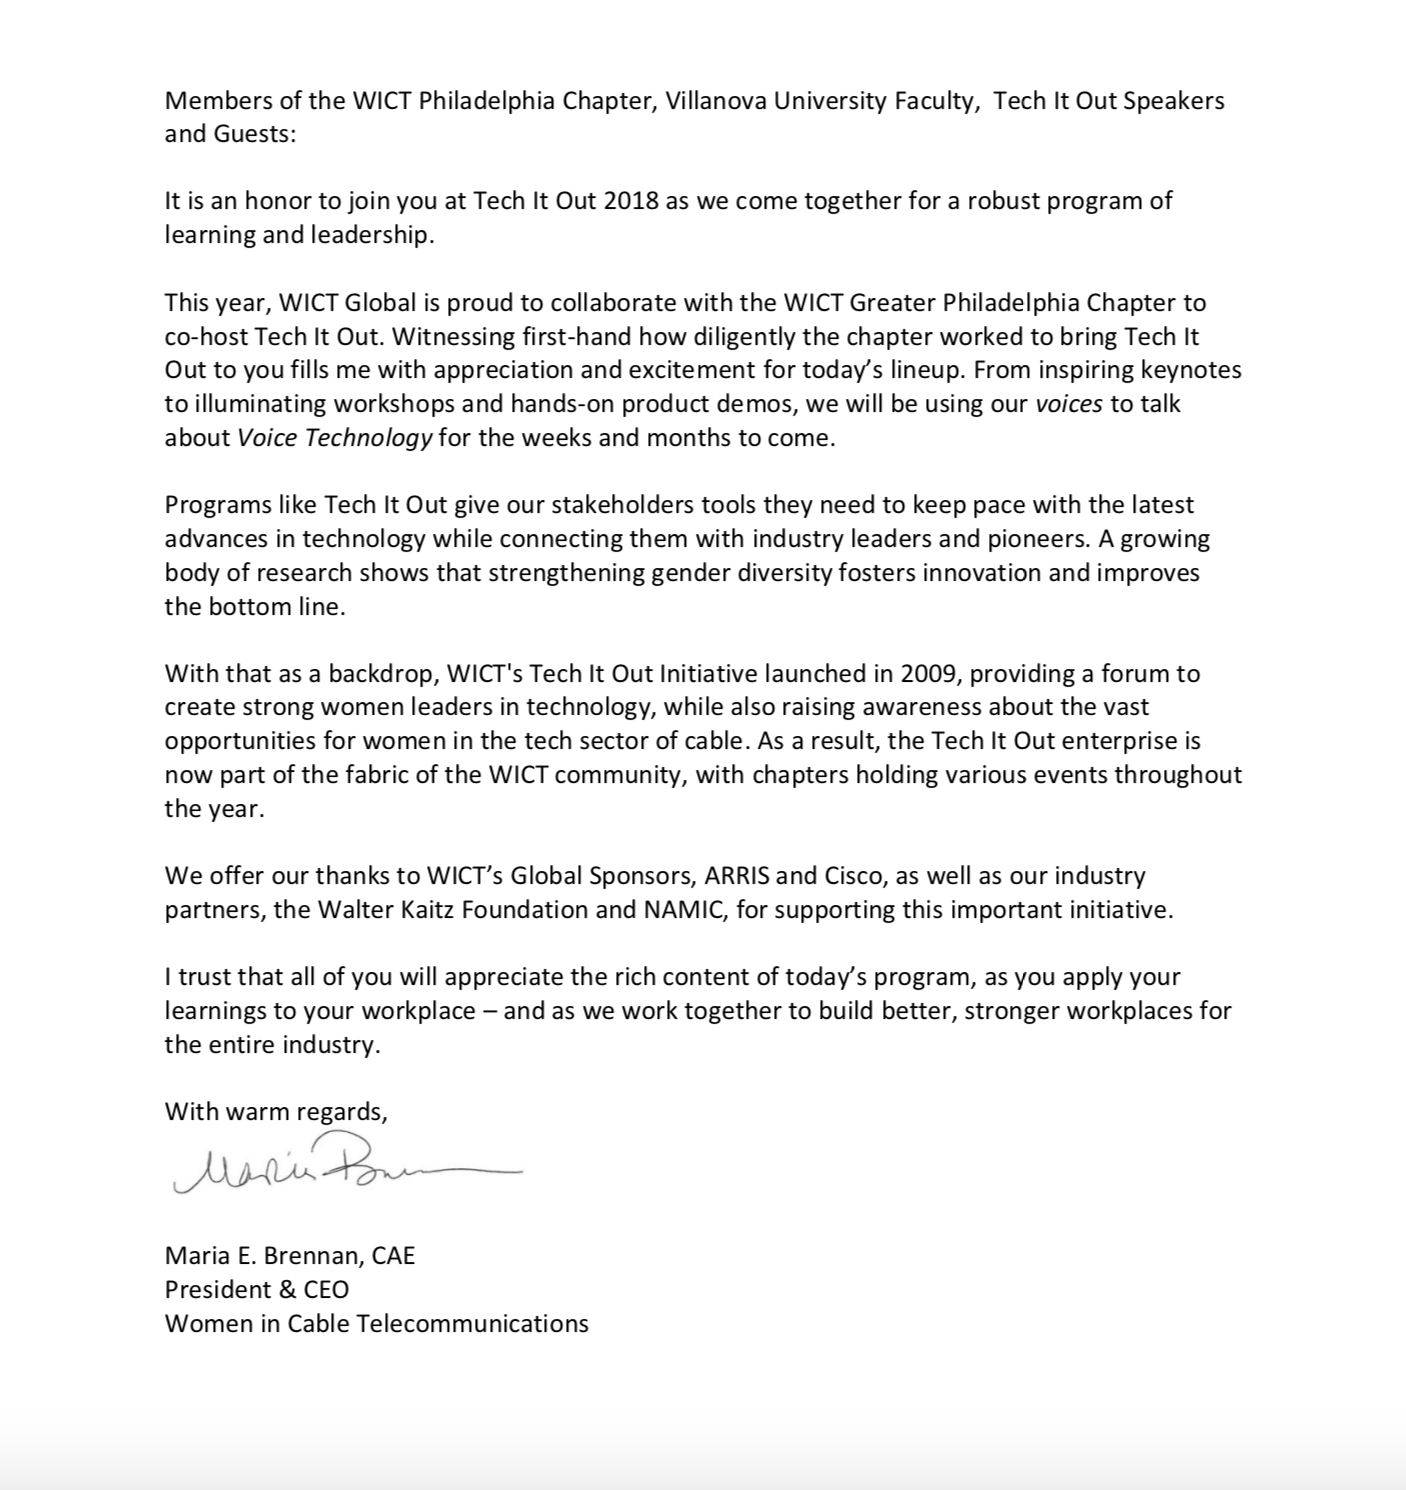 Members of the WICT Philadelphia Chapter, Villanova University Faculty,  Tech It Out Speakers
and Guests:
It is an honor to join you at Tech It Out 2018 as we come together for a robust program of
learning and leadership.
This year, WICT Global is proud to collaborate with the WICT Greater Philadelphia Chapter to
co-host Tech It Out. Witnessing first-hand how diligently the chapter worked to bring Tech It
Out to you fills me with appreciation and excitement for today’s lineup. From inspiring keynotes
to illuminating workshops and hands-on product demos, we will be using our voices to talk
about Voice Technology for the weeks and months to come.
Programs like Tech It Out give our stakeholders tools they need to keep pace with the latest
advances in technology while connecting them with industry leaders and pioneers. A growing
body of research shows that strengthening gender diversity fosters innovation and improves
the bottom line.
With that as a backdrop, WICT's Tech It Out Initiative launched in 2009, providing a forum to
create strong women leaders in technology, while also raising awareness about the vast
opportunities for women in the tech sector of cable. As a result, the Tech It Out enterprise is
now part of the fabric of the WICT community, with chapters holding various events throughout
the year.
We offer our thanks to WICT’s Global Sponsors, ARRIS and Cisco, as well as our industry
partners, the Walter Kaitz Foundation and NAMIC, for supporting this important initiative.
I trust that all of you will appreciate the rich content of today’s program, as you apply your
learnings to your workplace – and as we work together to build better, stronger workplaces for
the entire industry.
With warm regards,
Maria E. Brennan, CAE
President & CEO
Women in Cable Telecommunications